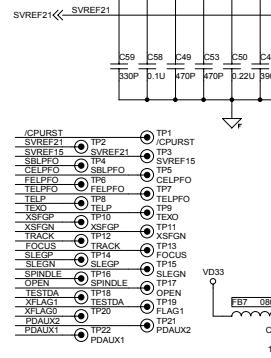 SVREF21 SVREF21
C59 C58 C49 C53 C50 C4
330P 0.1U 470P 470P 0.22U 390
F
/CPURST TP1
SVREF21 TP2 /CPURST
SVREF15 SVREF21 TP3
SBLPFO TP4 SVREF15
CELPFO SBLPFO TP5
FELPFO TP6 CELPFO
TELPFO FELPFO TP7
TELP TP8 TELPFO
TEXO TELP TP9
XSFGP TP10 TEXO
XSFGN XSFGP TP11
TRACK TP12 XSFGN
FOCUS TRACK TP13
SLEGP TP14 FOCUS
SLEGN SLEGP TP15
SPINDLE TP16 SLEGN
OPEN SPINDLE TP17
TESTDA TP18 OPEN
XFLAG1 TESTDA TP19
XFLAG0 TP20 FLAG1
PDAUX2 TP21
PDAUX1 TP22 PDAUX2
PDAUX1
VD33
FB7 080